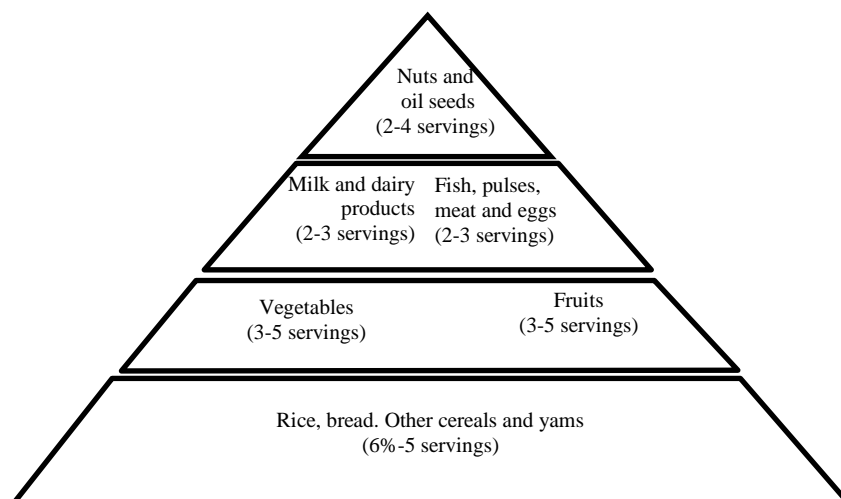 Nuts and
oil seeds
(2-4 servings)
Milk and dairy
products
(2-3 servings)
Fish, pulses,
meat and eggs
(2-3 servings)
Vegetables
(3-5 servings)
Fruits
(3-5 servings)
Rice, bread. Other cereals and yams
(6%-5 servings)